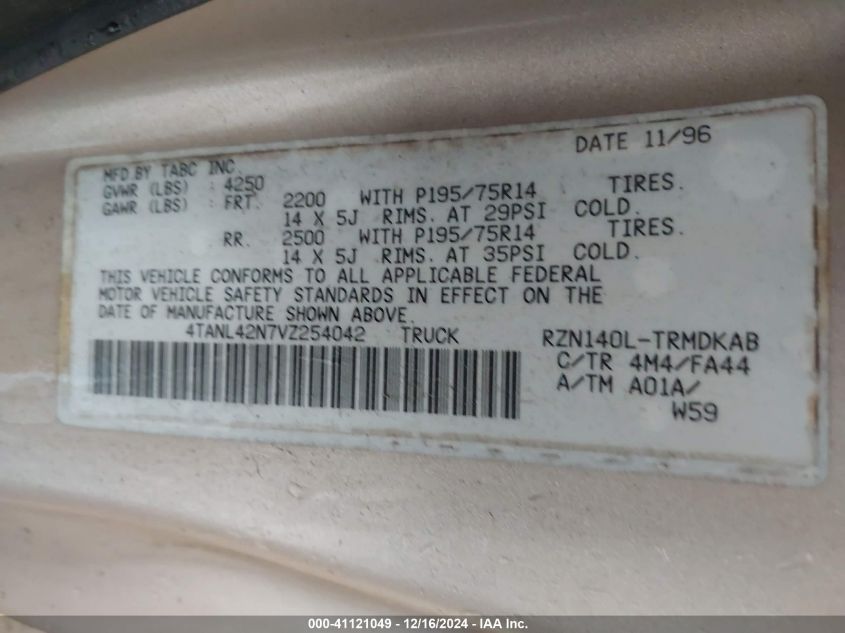 DATE 11/96
MFD.BY TABC INC.
GVWR (LBS) : 4250
GAWR (LBS) : FRT. 2200 WITH P195/75R14 TIRES.
14 X 5J RIMS. AT 29PSI COLD.
RR. 2500 WITH P195/75R14 TIRES.
14 X 5J RIMS. AT 35PSI COLD.
THIS VEHICLE CONFORMS TO ALL APPLICABLE FEDERAL
MOTOR VEHICLE SAFETY STANDARDS IN EFFECT ON THE
DATE OF MANUFACTURE SHOWN ABOVE.
4TANL42N7VZ254042 TRUCK RZN140L-TRMDKAB
C/TR 4M4/FA44
A/TM A01A/
W59
000-41121049 - 12/16/2024 - IAA Inc.